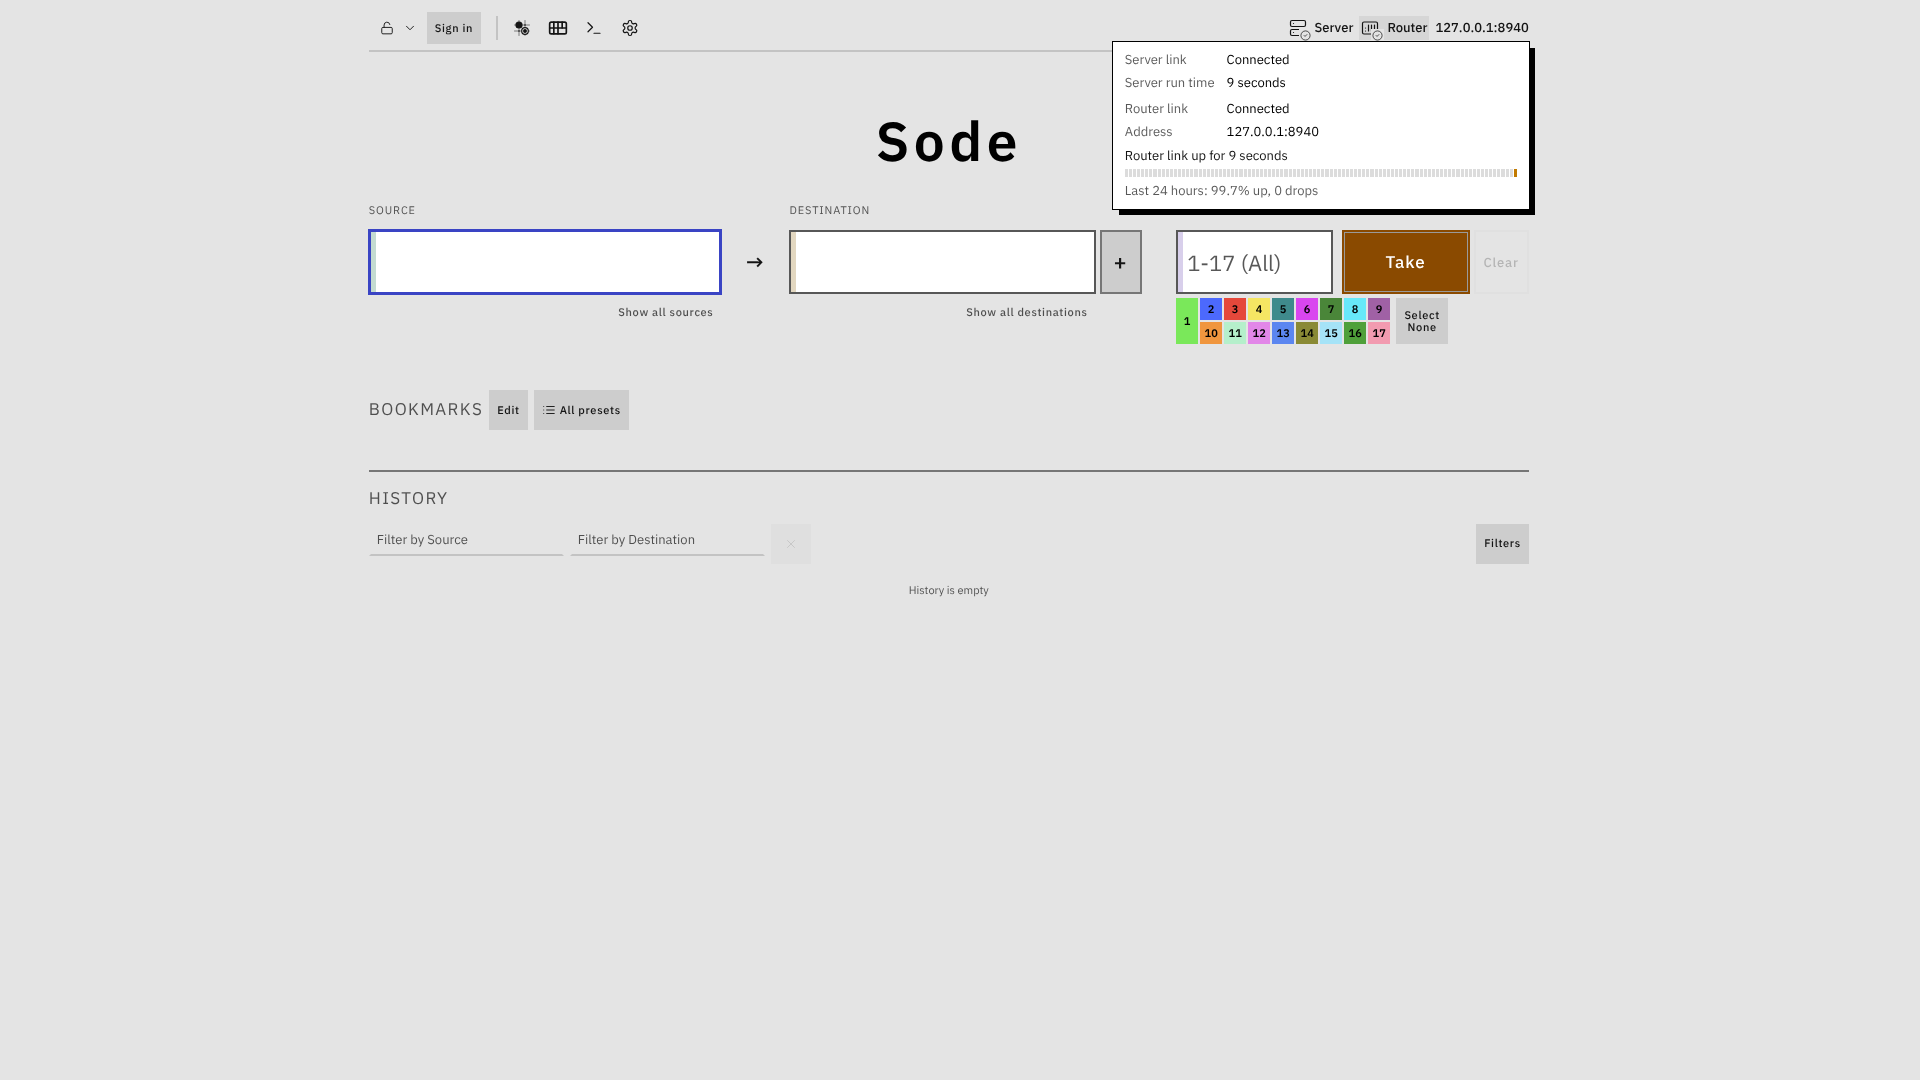 Sign in
Server
Router
127.0.0.1:8940
Server link Connected
Server run time 9 seconds
Router link Connected
Address 127.0.0.1:8940
Router link up for 9 seconds
Last 24 hours: 99.7% up, 0 drops
Sode
SOURCE
DESTINATION
→
+
1-17 (All)
Take
Clear
Show all sources
Show all destinations
1
2 3 4 5 6 7 8 9
10 11 12 13 14 15 16 17
Select
None
BOOKMARKS
Edit
All presets
HISTORY
Filter by Source
Filter by Destination
×
Filters
History is empty